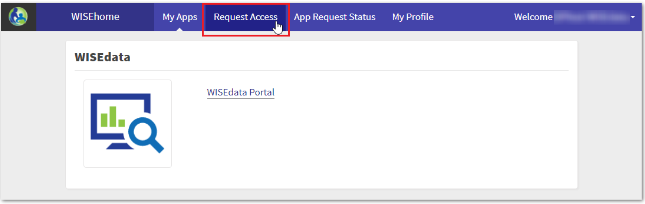 WISEhome My Apps Request Access App Request Status My Profile Welcome
WISEdata
WISEdata Portal